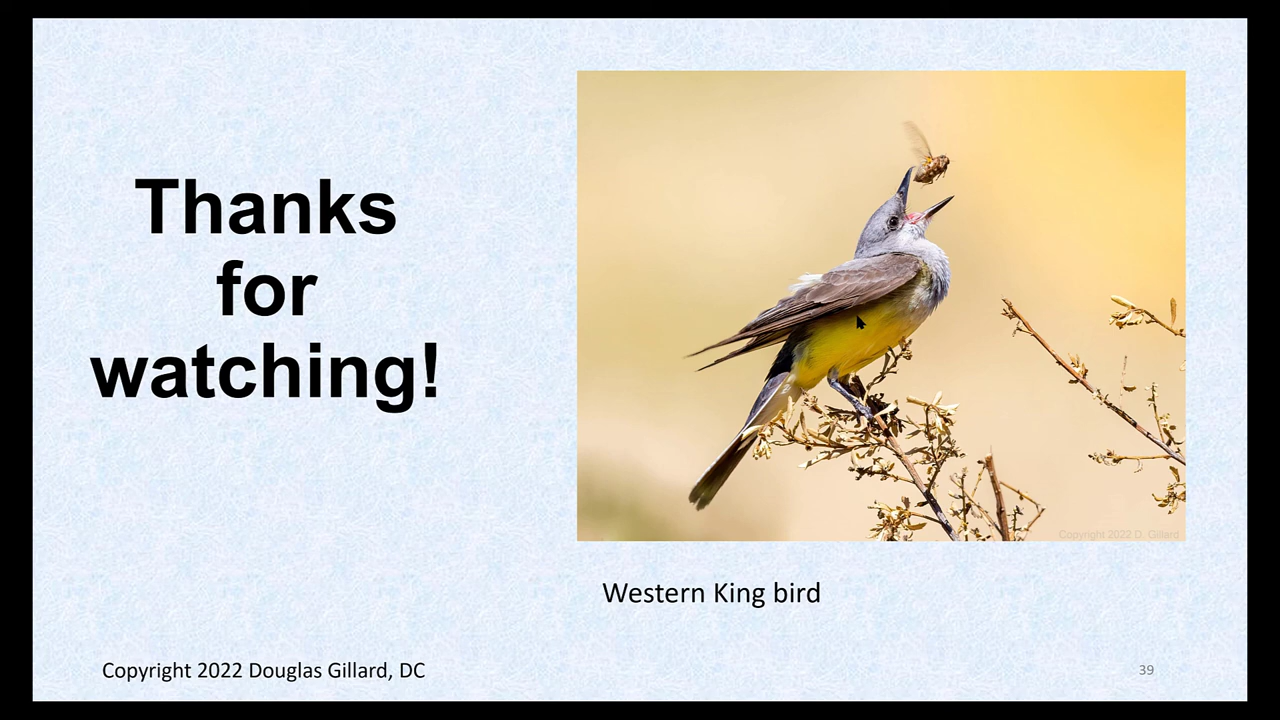 Thanks
for
watching!
Copyright 2022 D. Gillard
Western King bird
Copyright 2022 Douglas Gillard, DC
39